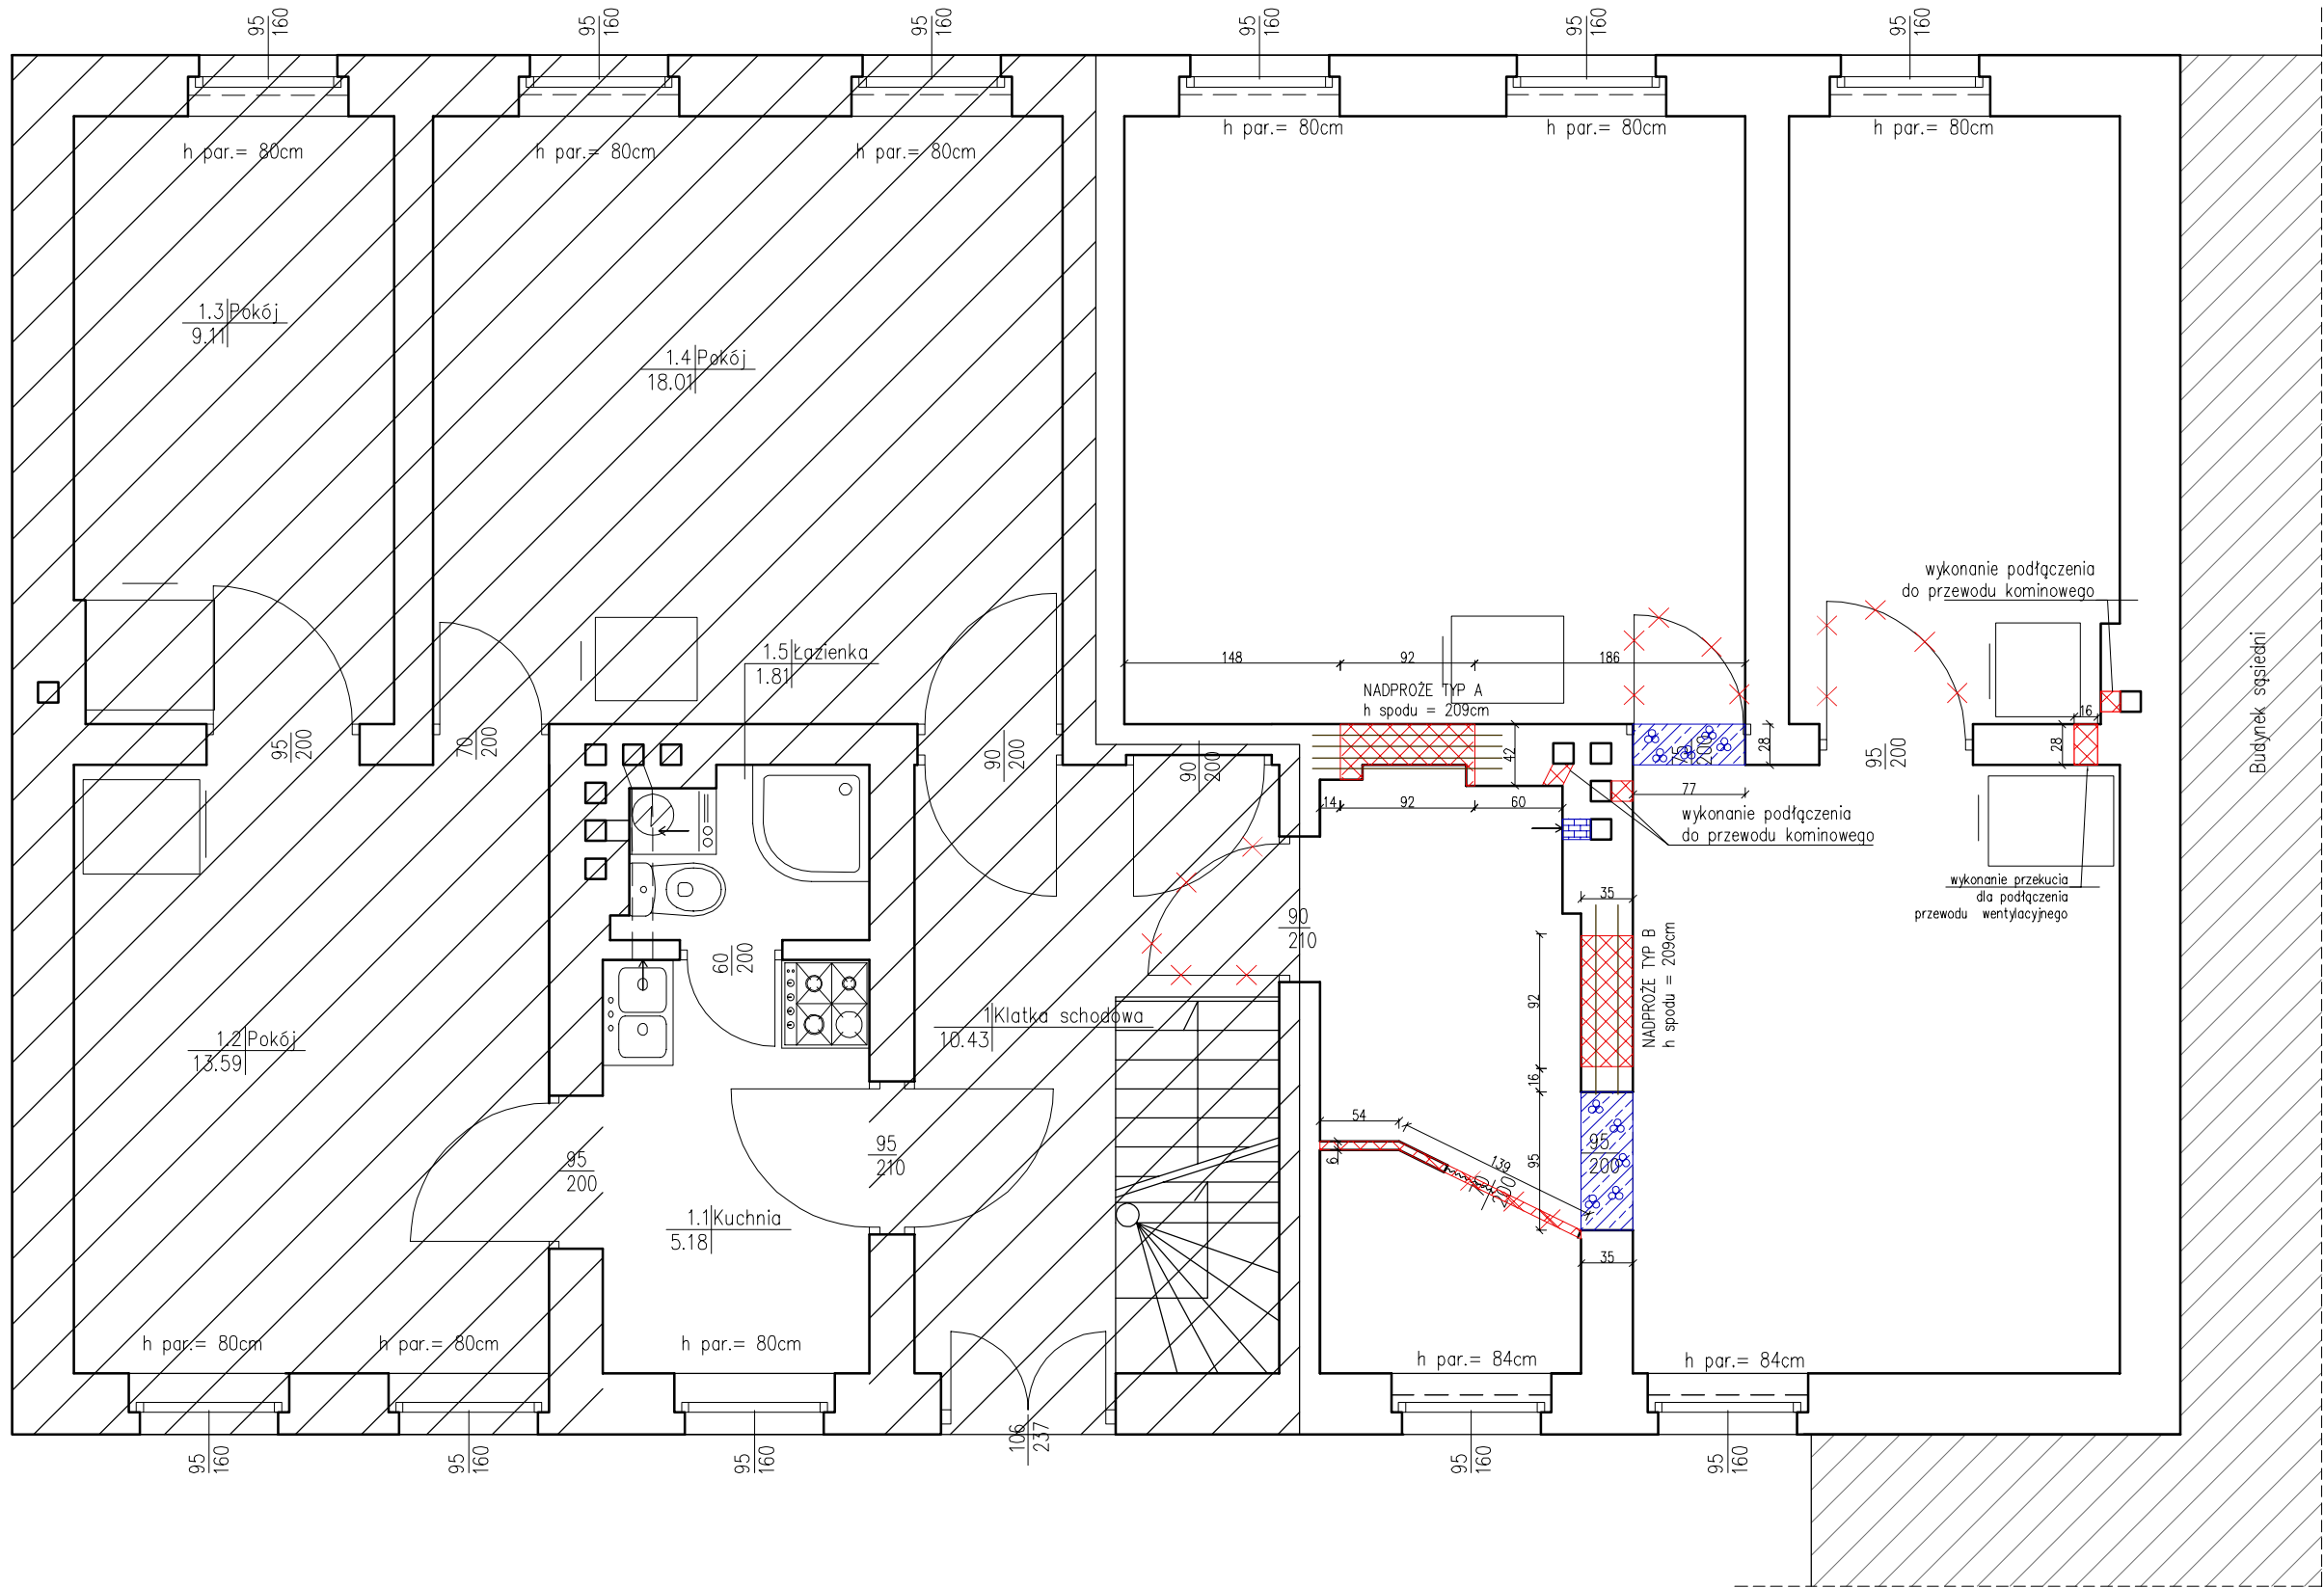 95
160
95
160
95
160
95
160
95
160
95
160
h par.= 80cm
h par.= 80cm
h par.= 80cm
h par.= 80cm
h par.= 80cm
h par.= 80cm
1.3 Pokój
9.11
1.4 Pokój
18.01
1.5 Łazienka
1.81
wykonanie podłączenia
do przewodu kominowego
Budynek sąsiedni
148
92
186
NADPROŻE TYP A
h spodu = 209cm
95
200
70
200
90
200
90
200
42
75
200
28
95
200
28
16
14
92
60
77
wykonanie podłączenia
do przewodu kominowego
wykonanie przekucia
dla podłączenia
przewodu wentylacyjnego
35
90
210
60
200
NADPROŻE TYP B
h spodu = 209cm
92
16
95
1 Klatka schodowa
10.43
1.2 Pokój
13.59
54
6
139
200
95
200
95
200
95
210
1.1 Kuchnia
5.18
35
h par.= 80cm
h par.= 80cm
h par.= 80cm
h par.= 84cm
h par.= 84cm
95
160
95
160
95
160
106
237
95
160
95
160